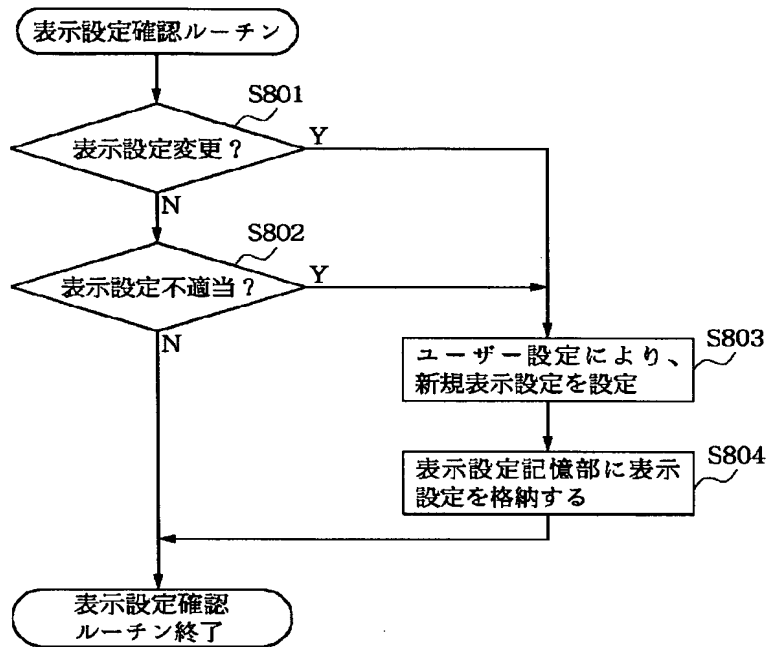 表示設定確認ルーチン
S801
表示設定変更？
Y
N
S802
表示設定不適当？
Y
N
S803
ユーザー設定により、
新規表示設定を設定
S804
表示設定記憶部に表示
設定を格納する
表示設定確認
ルーチン終了